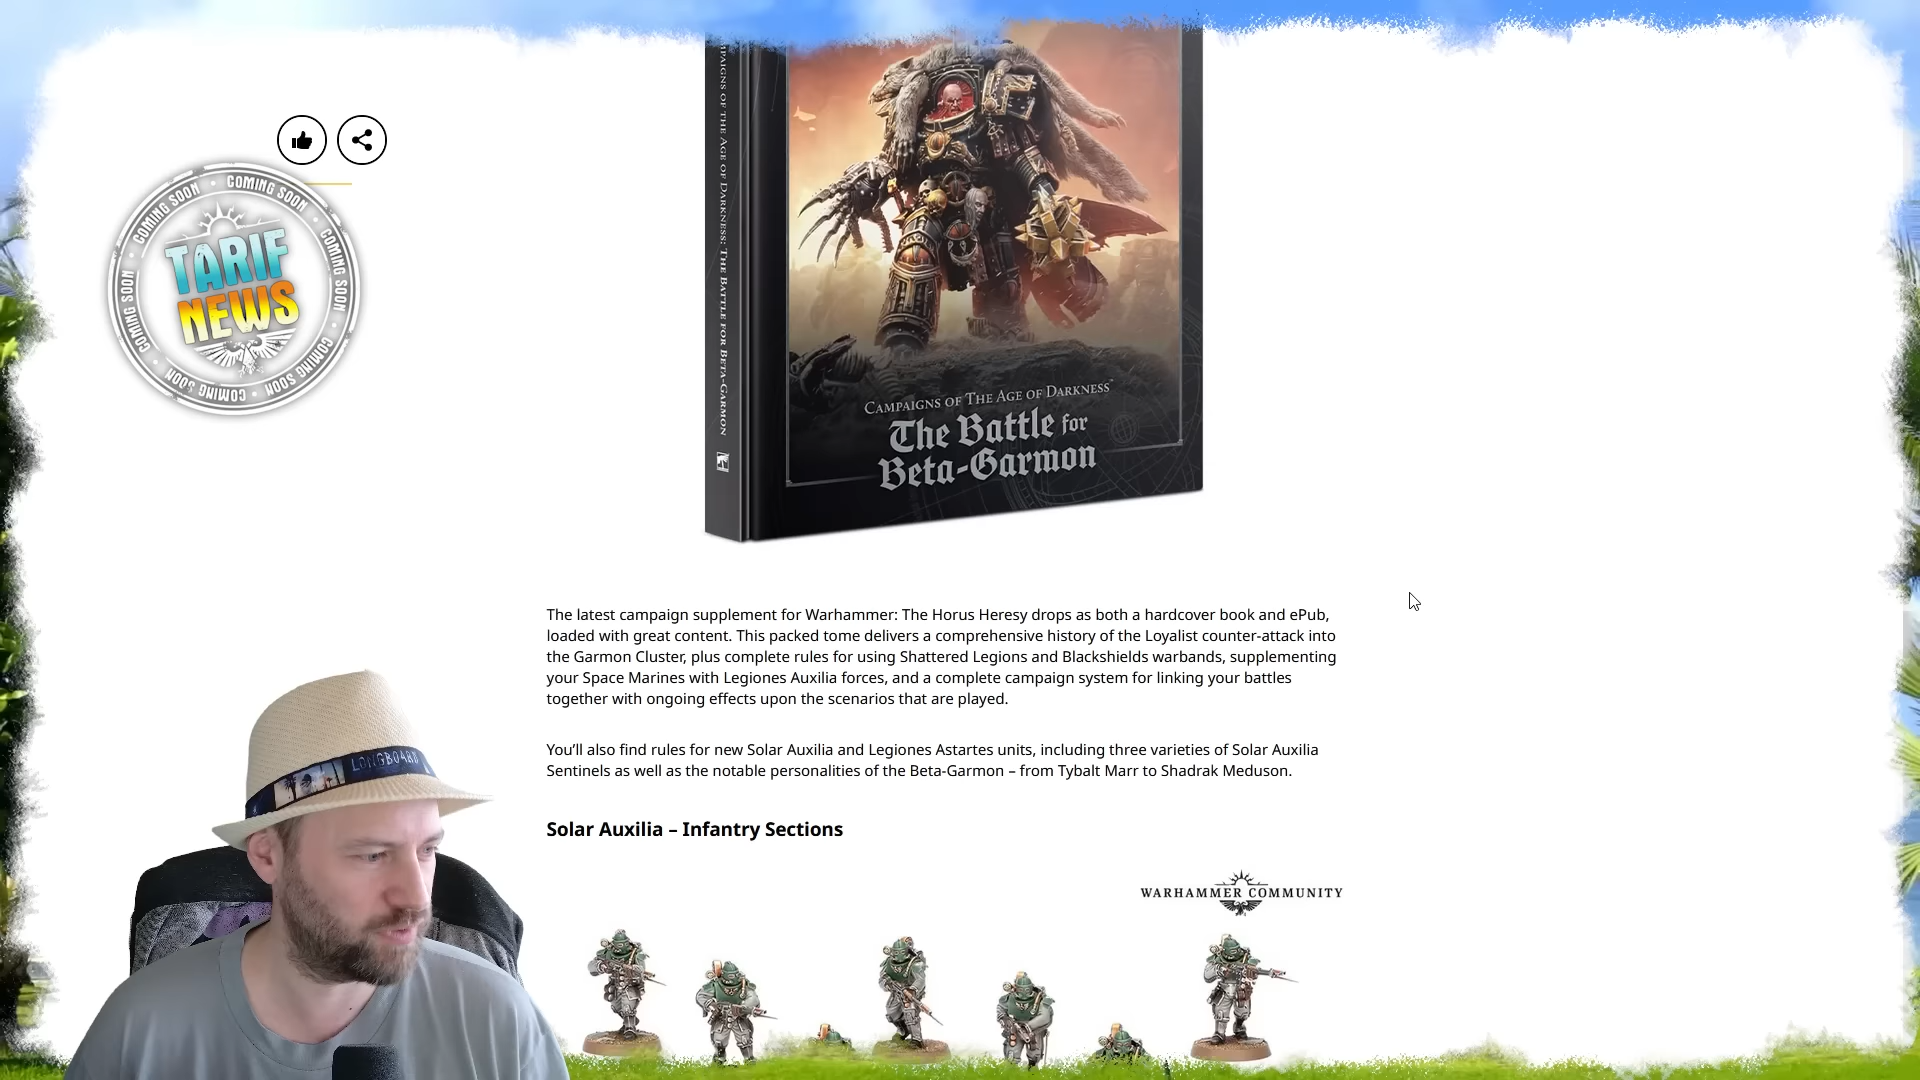 CAMPAIGNS OF THE AGE OF DARKNESS: THE BATTLE FOR BETA-GARMON
CAMPAIGNS OF THE AGE OF DARKNESS™
The Battle for
Beta-Garmon
COMING SOON • COMING SOON • COMING SOON • COMING SOON • COMING SOON • COMING SOON •
TARIF
NEWS
The latest campaign supplement for Warhammer: The Horus Heresy drops as both a hardcover book and ePub,
loaded with great content. This packed tome delivers a comprehensive history of the Loyalist counter-attack into
the Garmon Cluster, plus complete rules for using Shattered Legions and Blackshields warbands, supplementing
your Space Marines with Legiones Auxilia forces, and a complete campaign system for linking your battles
together with ongoing effects upon the scenarios that are played.
You’ll also find rules for new Solar Auxilia and Legiones Astartes units, including three varieties of Solar Auxilia
Sentinels as well as the notable personalities of the Beta-Garmon – from Tybalt Marr to Shadrak Meduson.
Solar Auxilia – Infantry Sections
WARHAMMER COMMUNITY
LONGBOARD